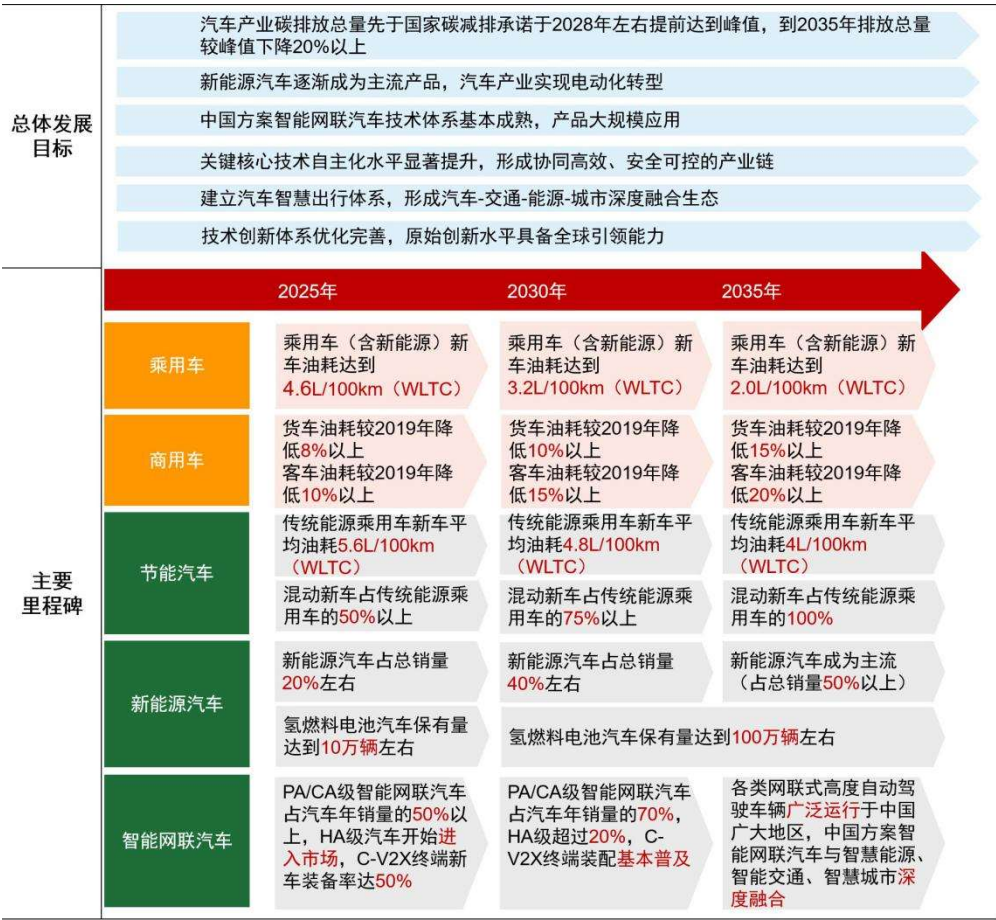 总体发展
目标
汽车产业碳排放总量先于国家碳减排承诺于2028年左右提前达到峰值，到2035年排放总量
较峰值下降20%以上
新能源汽车逐渐成为主流产品，汽车产业实现电动化转型
中国方案智能网联汽车技术体系基本成熟，产品大规模应用
关键核心技术自主化水平显著提升，形成协同高效、安全可控的产业链
建立汽车智慧出行体系，形成汽车-交通-能源-城市深度融合生态
技术创新体系优化完善，原始创新水平具备全球引领能力
主要
里程碑
2025年
2030年
2035年
乘用车
乘用车（含新能源）新
车油耗达到
4.6L/100km（WLTC）
乘用车（含新能源）新
车油耗达到
3.2L/100km（WLTC）
乘用车（含新能源）新
车油耗达到
2.0L/100km（WLTC）
商用车
货车油耗较2019年降
低8%以上
客车油耗较2019年降
低10%以上
货车油耗较2019年降
低10%以上
客车油耗较2019年降
低15%以上
货车油耗较2019年降
低15%以上
客车油耗较2019年降
低20%以上
节能汽车
传统能源乘用车新车平
均油耗5.6L/100km
（WLTC）
传统能源乘用车新车平
均油耗4.8L/100km
（WLTC）
传统能源乘用车新车平
均油耗4L/100km
（WLTC）
混动新车占传统能源乘
用车的50%以上
混动新车占传统能源乘
用车的75%以上
混动新车占传统能源乘
用车的100%
新能源汽车
新能源汽车占总销量
20%左右
新能源汽车占总销量
40%左右
新能源汽车成为主流
（占总销量50%以上）
氢燃料电池汽车保有量
达到10万辆左右
氢燃料电池汽车保有量达到100万辆左右
智能网联汽车
PA/CA级智能网联汽车
占汽车年销量的50%以
上，HA级汽车开始进
入市场，C-V2X终端新
车装备率达50%
PA/CA级智能网联汽车
占汽车年销量的70%，
HA级超过20%，C-
V2X终端装配基本普及
各类网联式高度自动驾
驶车辆广泛运行于中国
广大地区，中国方案智
能网联汽车与智慧能源、
智能交通、智慧城市深
度融合